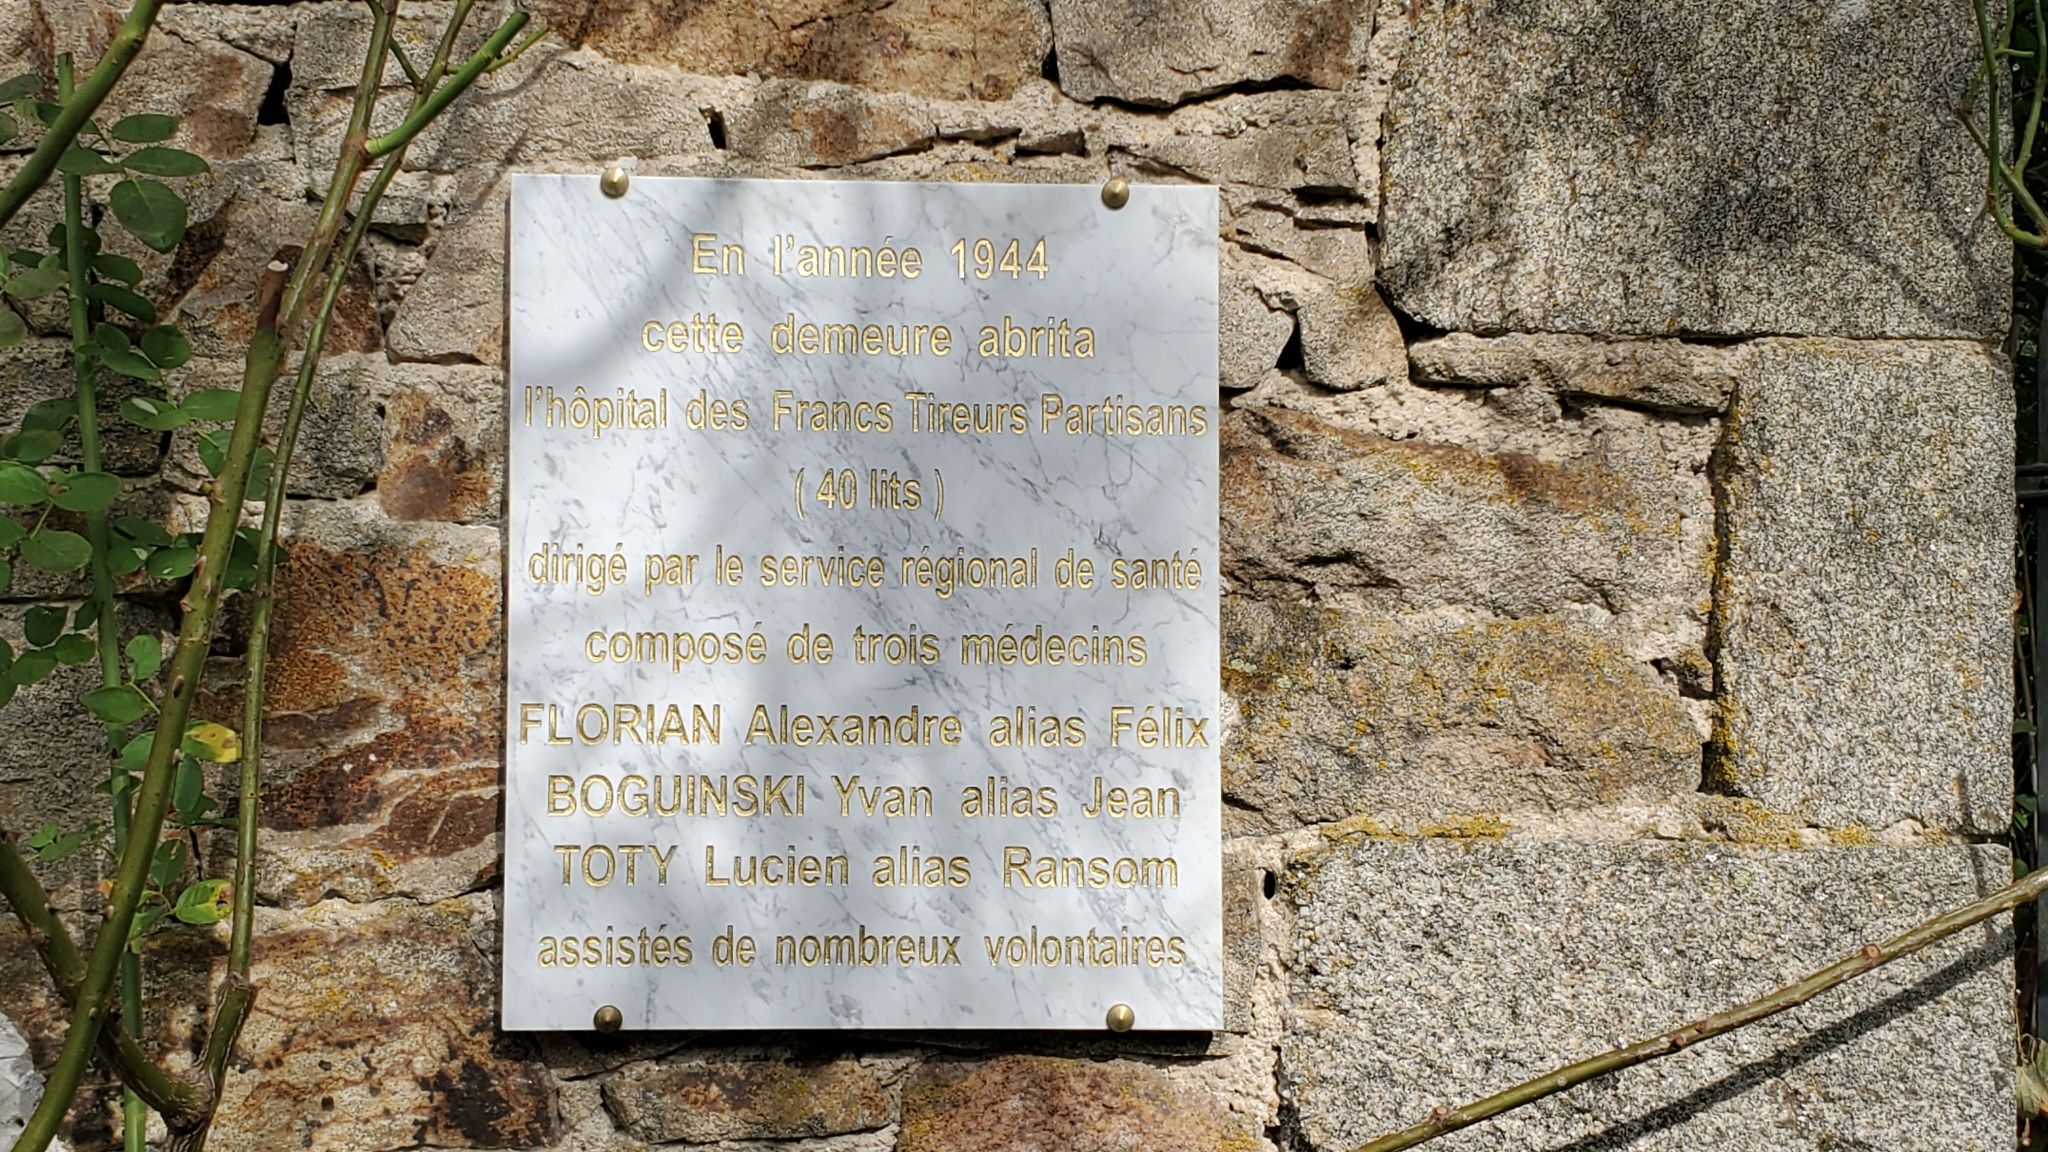 En l'année 1944
cette demeure abrita
l'hôpital des Francs Tireurs Partisans
( 40 lits )
dirigé par le service régional de santé
composé de trois médecins
FLORIAN Alexandre alias Félix
BOGUINSKI Yvan alias Jean
TOTY Lucien alias Ransom
assistés de nombreux volontaires